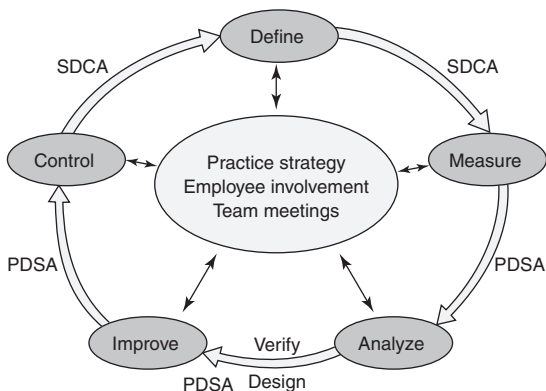 Define
SDCA
SDCA
Control
Practice strategy
Employee involvement
Team meetings
Measure
PDSA
PDSA
Improve
Verify
Analyze
PDSA
Design